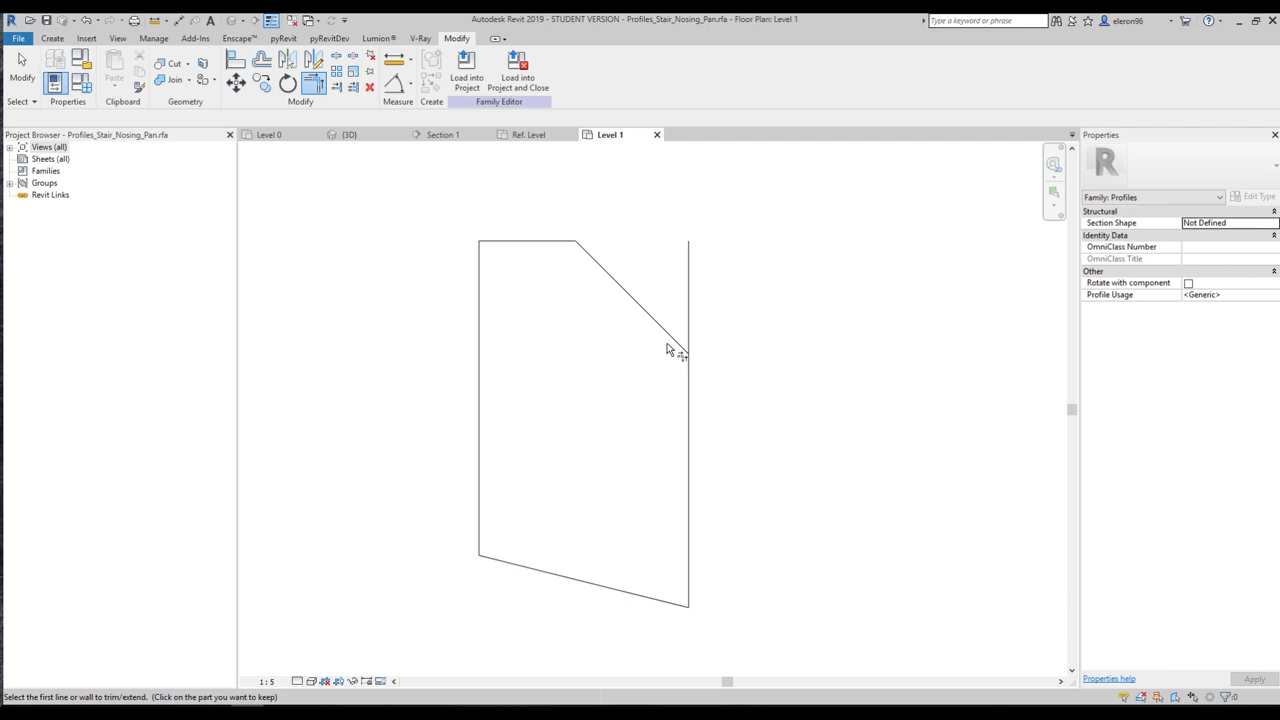 Autodesk Revit 2019 - STUDENT VERSION - Profiles_Stair_Nosing_Pan.rfa - Floor Plan: Level 1
Type a keyword or phrase
eleron96
File Create Insert View Manage Add-Ins Enscape™ pyRevit pyRevitDev Lumion® V-Ray Modify
Modify
Paste
Cut
Join
Load into Project
Load into Project and Close
Select Properties Clipboard Geometry Modify Measure Create Family Editor
Project Browser - Profiles_Stair_Nosing_Pan.rfa
Views (all)
Sheets (all)
Families
Groups
Revit Links
Level 0 {3D} Section 1 Ref. Level Level 1
Properties
R
Family: Profiles Edit Type
Structural
Section Shape Not Defined
Identity Data
OmniClass Number
OmniClass Title
Other
Rotate with component
Profile Usage <Generic>
Properties help Apply
1 : 5
Select the first line or wall to trim/extend. (Click on the part you want to keep)
:0